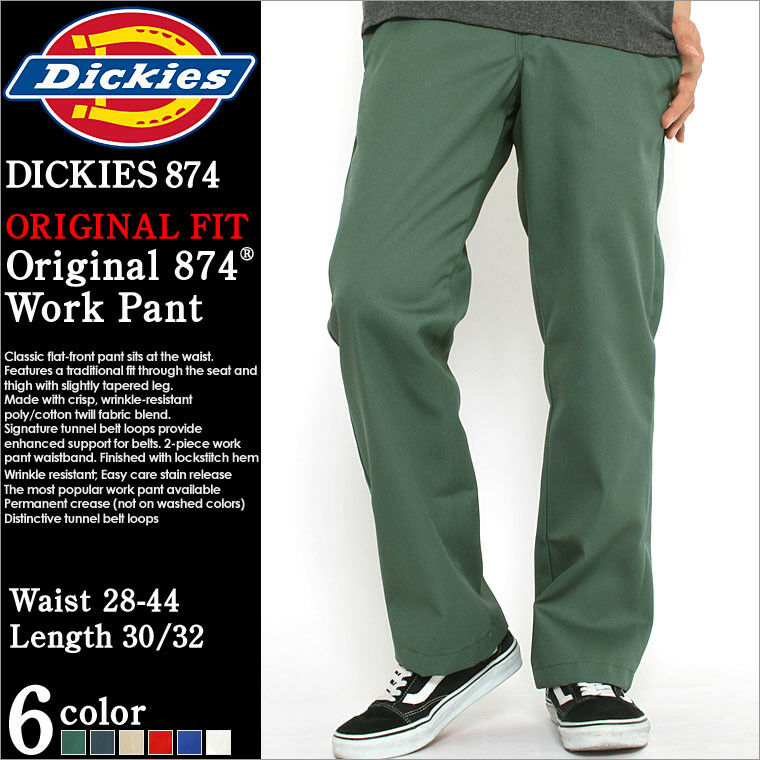 Dickies
DICKIES 874
ORIGINAL FIT
Original 874®
Work Pant
Classic flat-front pant sits at the waist.
Features a traditional fit through the seat and
thigh with slightly tapered leg.
Made with crisp, wrinkle-resistant
poly/cotton twill fabric blend.
Signature tunnel belt loops provide
enhanced support for belts. 2-piece work
pant waistband. Finished with lockstitch hem
Wrinkle resistant; Easy care stain release
The most popular work pant available
Permanent crease (not on washed colors)
Distinctive tunnel belt loops
Waist 28-44
Length 30/32
6 color